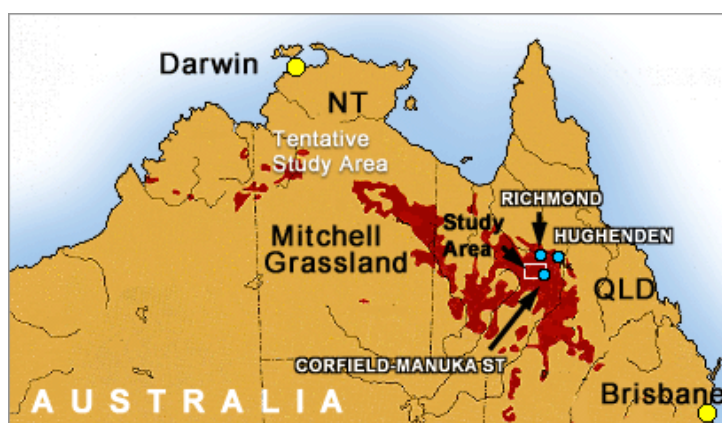 Darwin
NT
Tentative
Study Area
RICHMOND
Study
Area
HUGHENDEN
Mitchell
Grassland
QLD
CORFIELD-MANUKA ST
Brisbane
AUSTRALIA